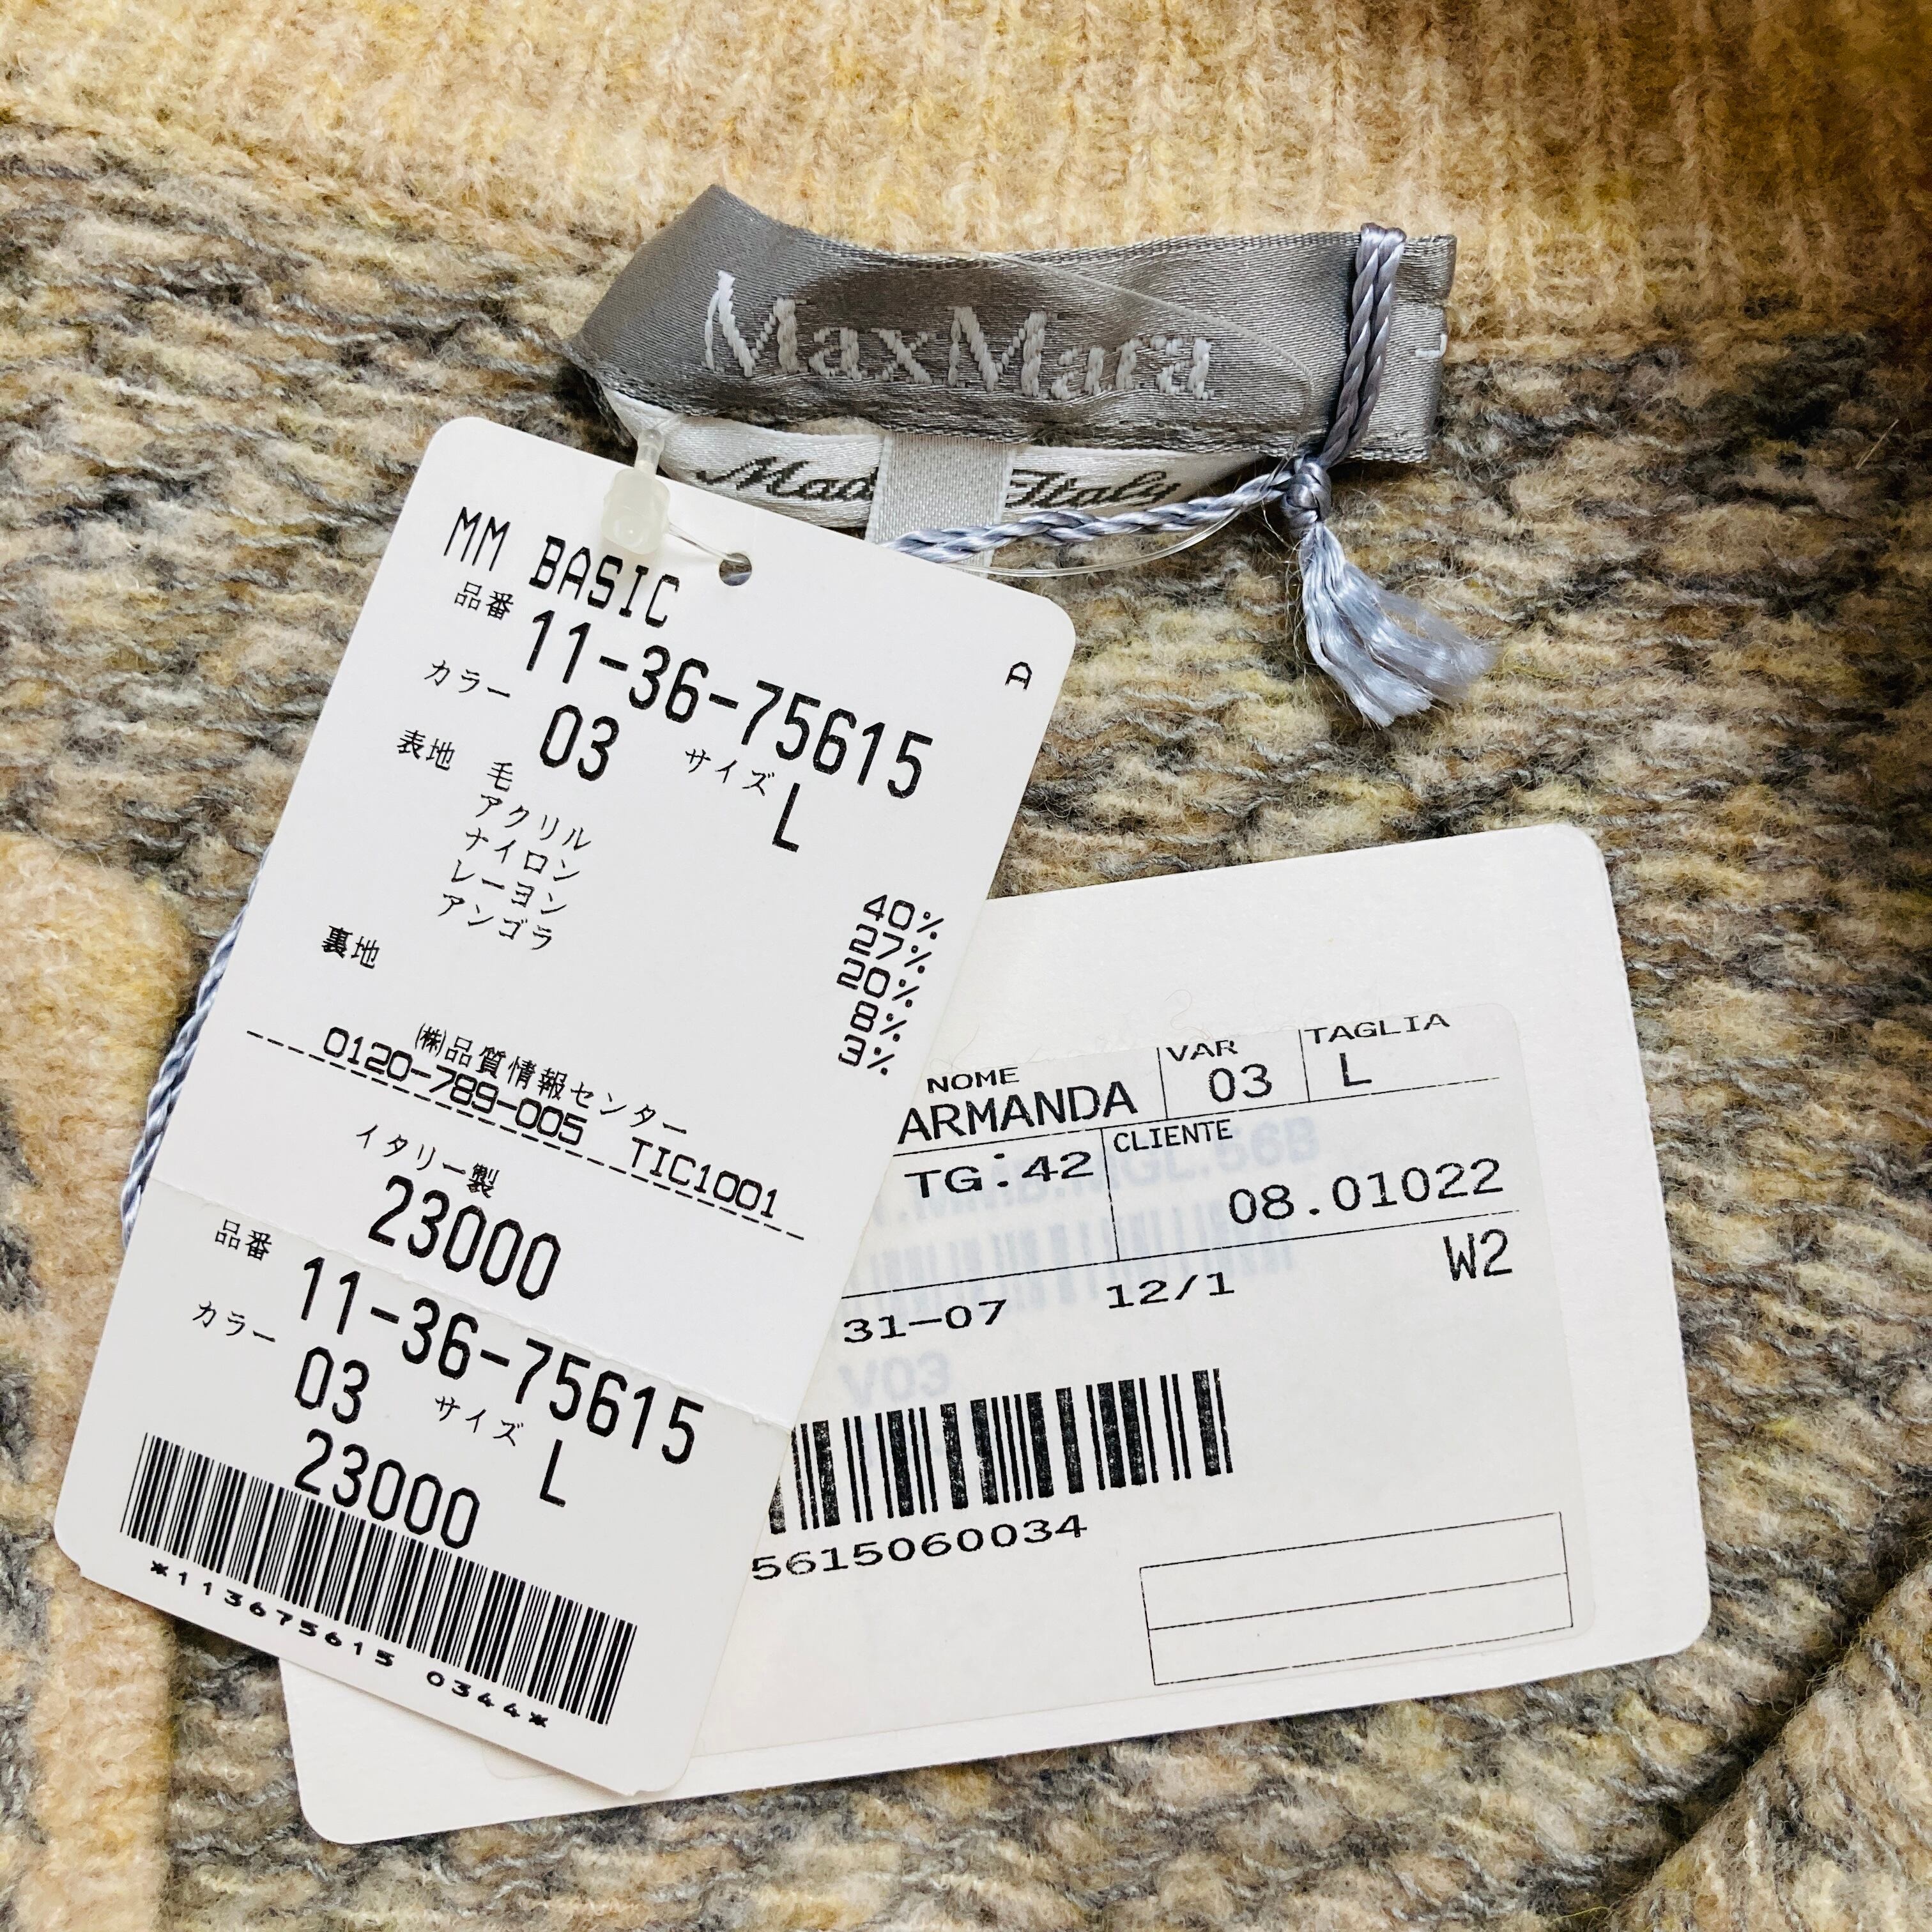 MaxMara
Made Italy
MM BASIC
A
品番 11-36-75615
カラー 03 サイズ L
表地 毛 40%
アクリル 27%
ナイロン 20%
レーヨン 8%
アンゴラ 3%
裏地
㈱品質情報センター
0120-789-005 TIC1001
イタリー製
23000
品番 11-36-75615
カラー 03 サイズ L
23000
*113675615 0344*
NOME VAR TAGLIA
ARMANDA 03 L
TG.42 CLIENTE
08.01022
31-07 12/1 W2
V03
5615060034